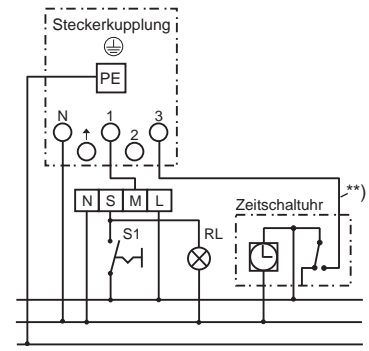 Steckerkupplung
PE
N 1 3
2
**)
N S M L
Zeitschaltuhr
S1 RL